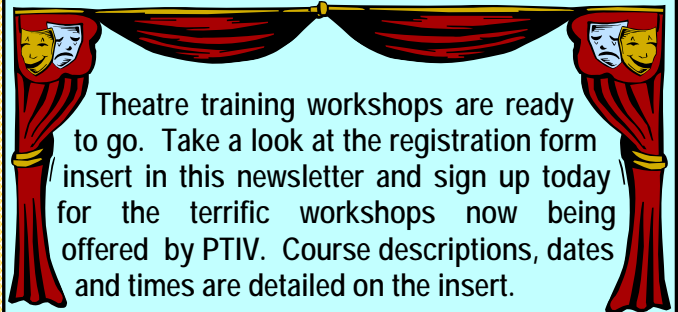 Theatre training workshops are ready
to go. Take a look at the registration form
insert in this newsletter and sign up today
for the terrific workshops now being
offered by PTIV. Course descriptions, dates
and times are detailed on the insert.